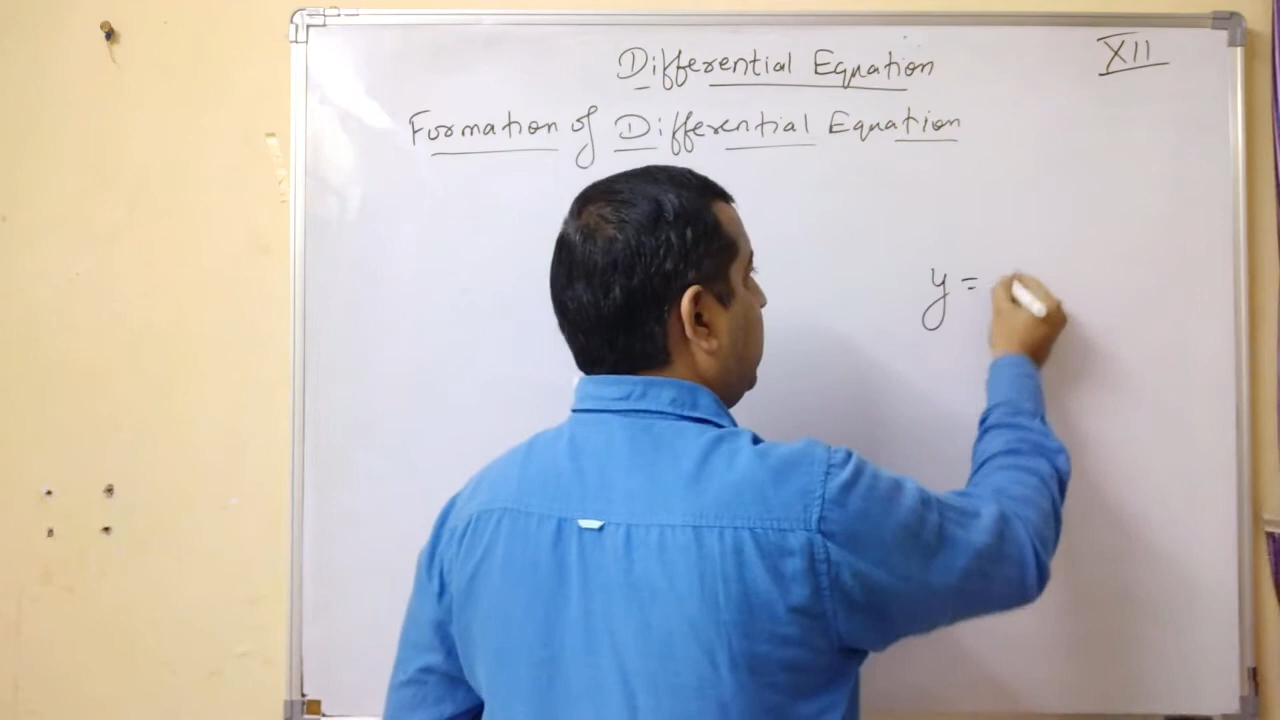 Differential Equation
XII
Formation of Differential Equation
y =